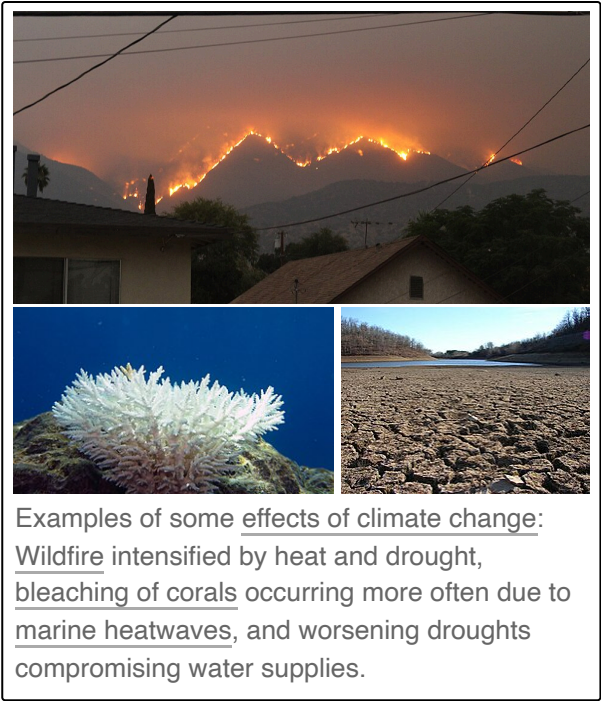 Examples of some effects of climate change:
Wildfire intensified by heat and drought,
bleaching of corals occurring more often due to
marine heatwaves, and worsening droughts
compromising water supplies.